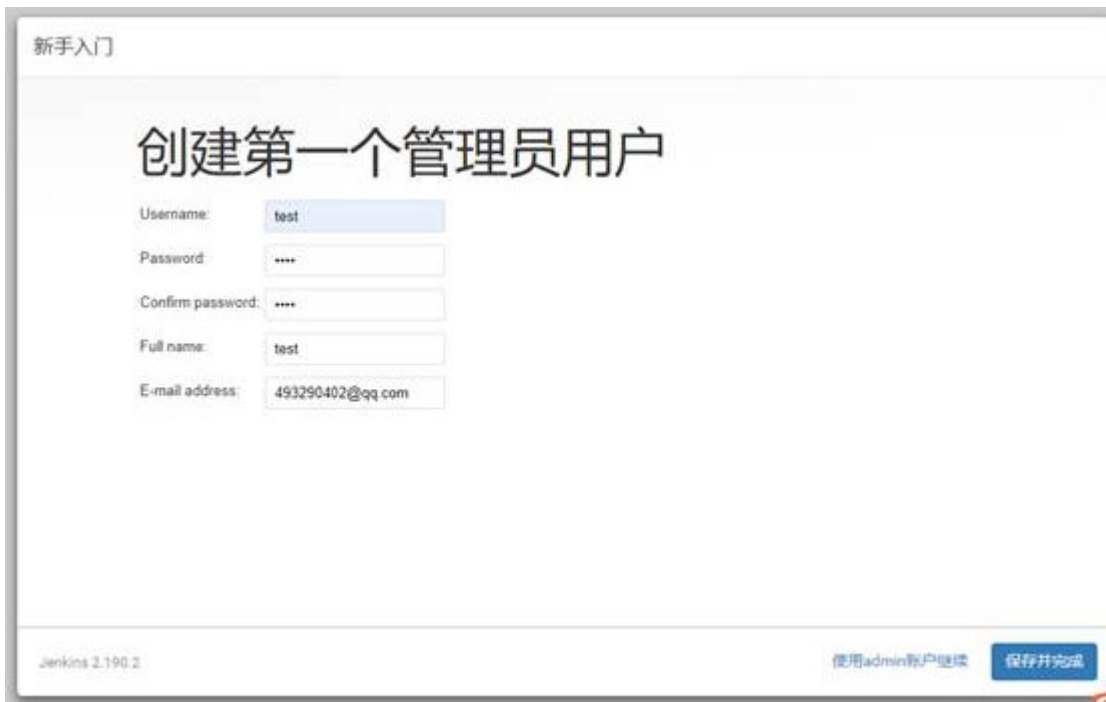 新手入门
创建第一个管理员用户
Username: test
Password: ••••
Confirm password: ••••
Full name: test
E-mail address: 493290402@qq.com
Jenkins 2.190.2 使用admin账户继续 保存并完成